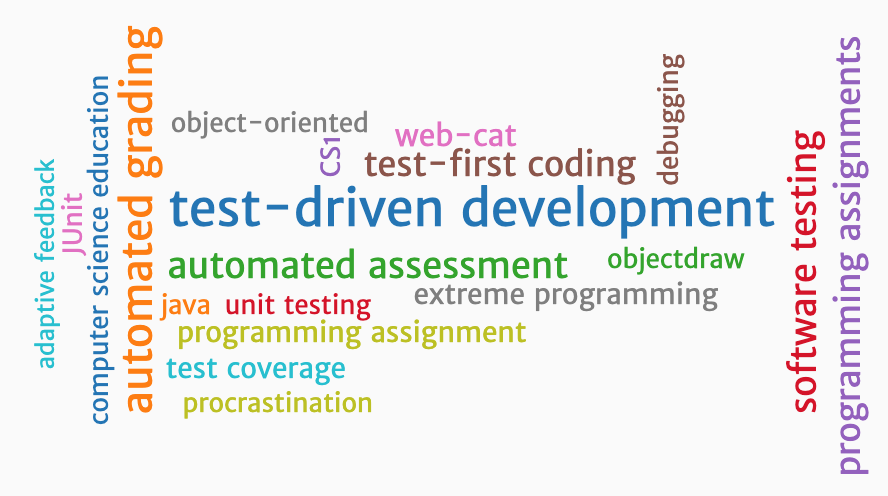 adaptive feedback
JUnit
computer science education
automated grading
object-oriented
CS1
web-cat
test-first coding
debugging
test-driven development
automated assessment
objectdraw
java
unit testing
extreme programming
programming assignment
test coverage
procrastination
software testing
programming assignments